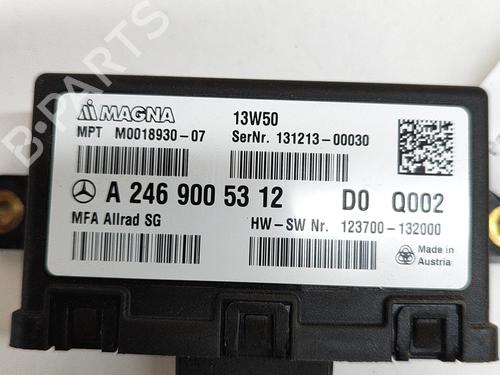 B-PARTS
MAGNA
13W50
MPT M0018930-07
SerNr. 131213-00030
A 246 900 53 12 D0 Q002
MFA Allrad SG
HW-SW Nr. 123700-132000
Made in
Austria